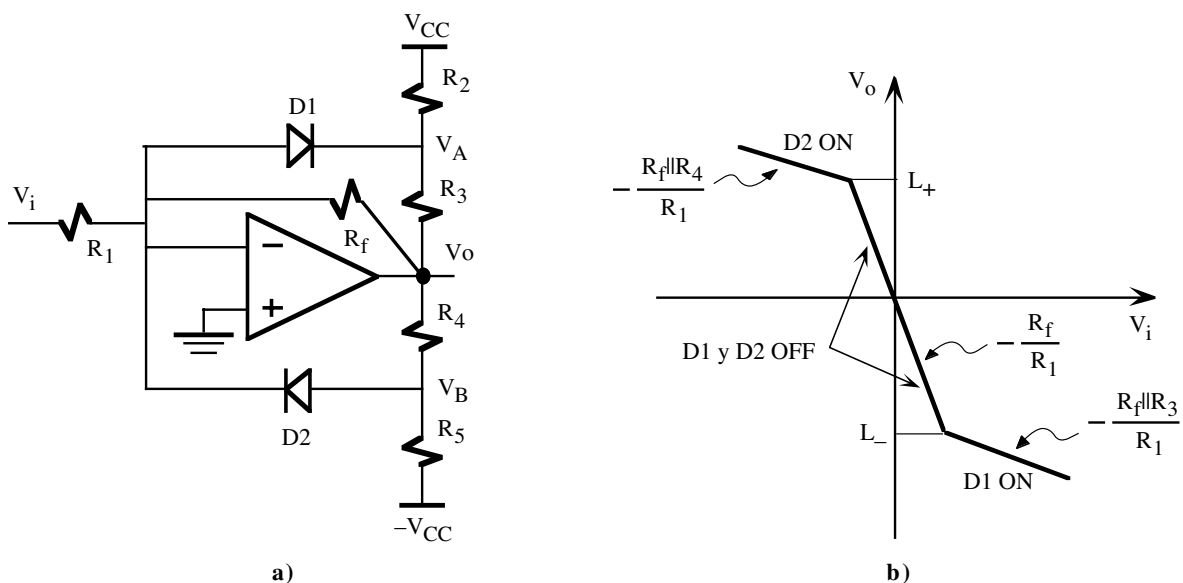 VCC
R2
D1
VA
Vi
R3
R1
Rf
Vo
−
+
R4
VB
D2
R5
–VCC
a)
Vo
D2 ON
− Rf||R4
R1
L+
Vi
D1 y D2 OFF
− Rf
R1
− Rf||R3
R1
L−
D1 ON
b)